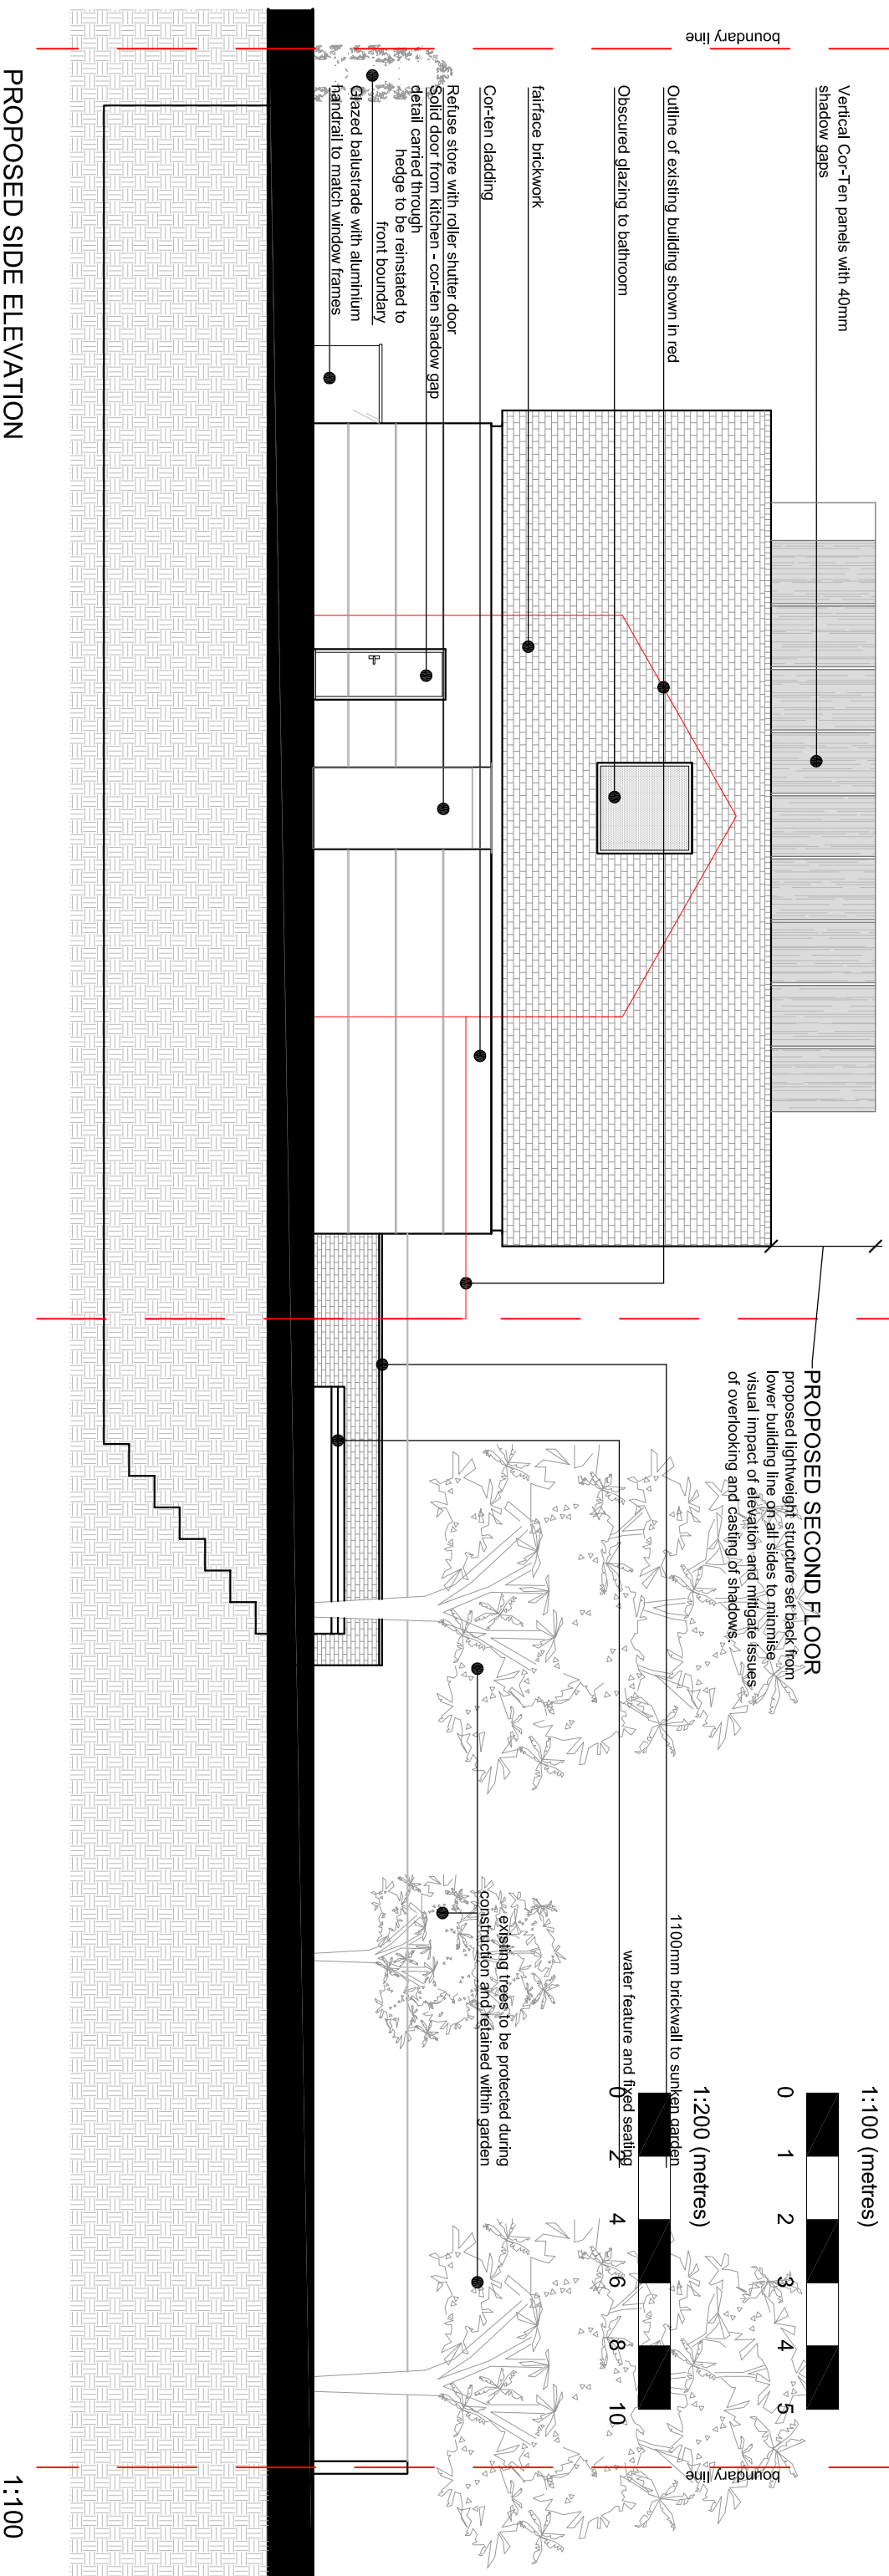 boundary line
Vertical Cor-Ten panels with 40mm
shadow gaps
Outline of existing building shown in red
Obscured glazing to bathroom
fairface brickwork
Cor-ten cladding
Refuse store with roller shutter door
Solid door from kitchen - cor-ten shadow gap
detail carried through
hedge to be reinstated to
front boundary
Glazed balustrade with aluminium
handrail to match window frames
PROPOSED SECOND FLOOR
proposed lightweight structure set back from
lower building line on all sides to minmise
visual impact of elevation and mitigate issues
of overlooking and casting of shadows.
1100mm brickwall to sunken garden
water feature and fixed seating
existing trees to be protected durring
construction and retained within garden
1:100 (metres)
0 1 2 3 4 5
1:200 (metres)
0 2 4 6 8 10
boundary line
PROPOSED SIDE ELEVATION
1:100